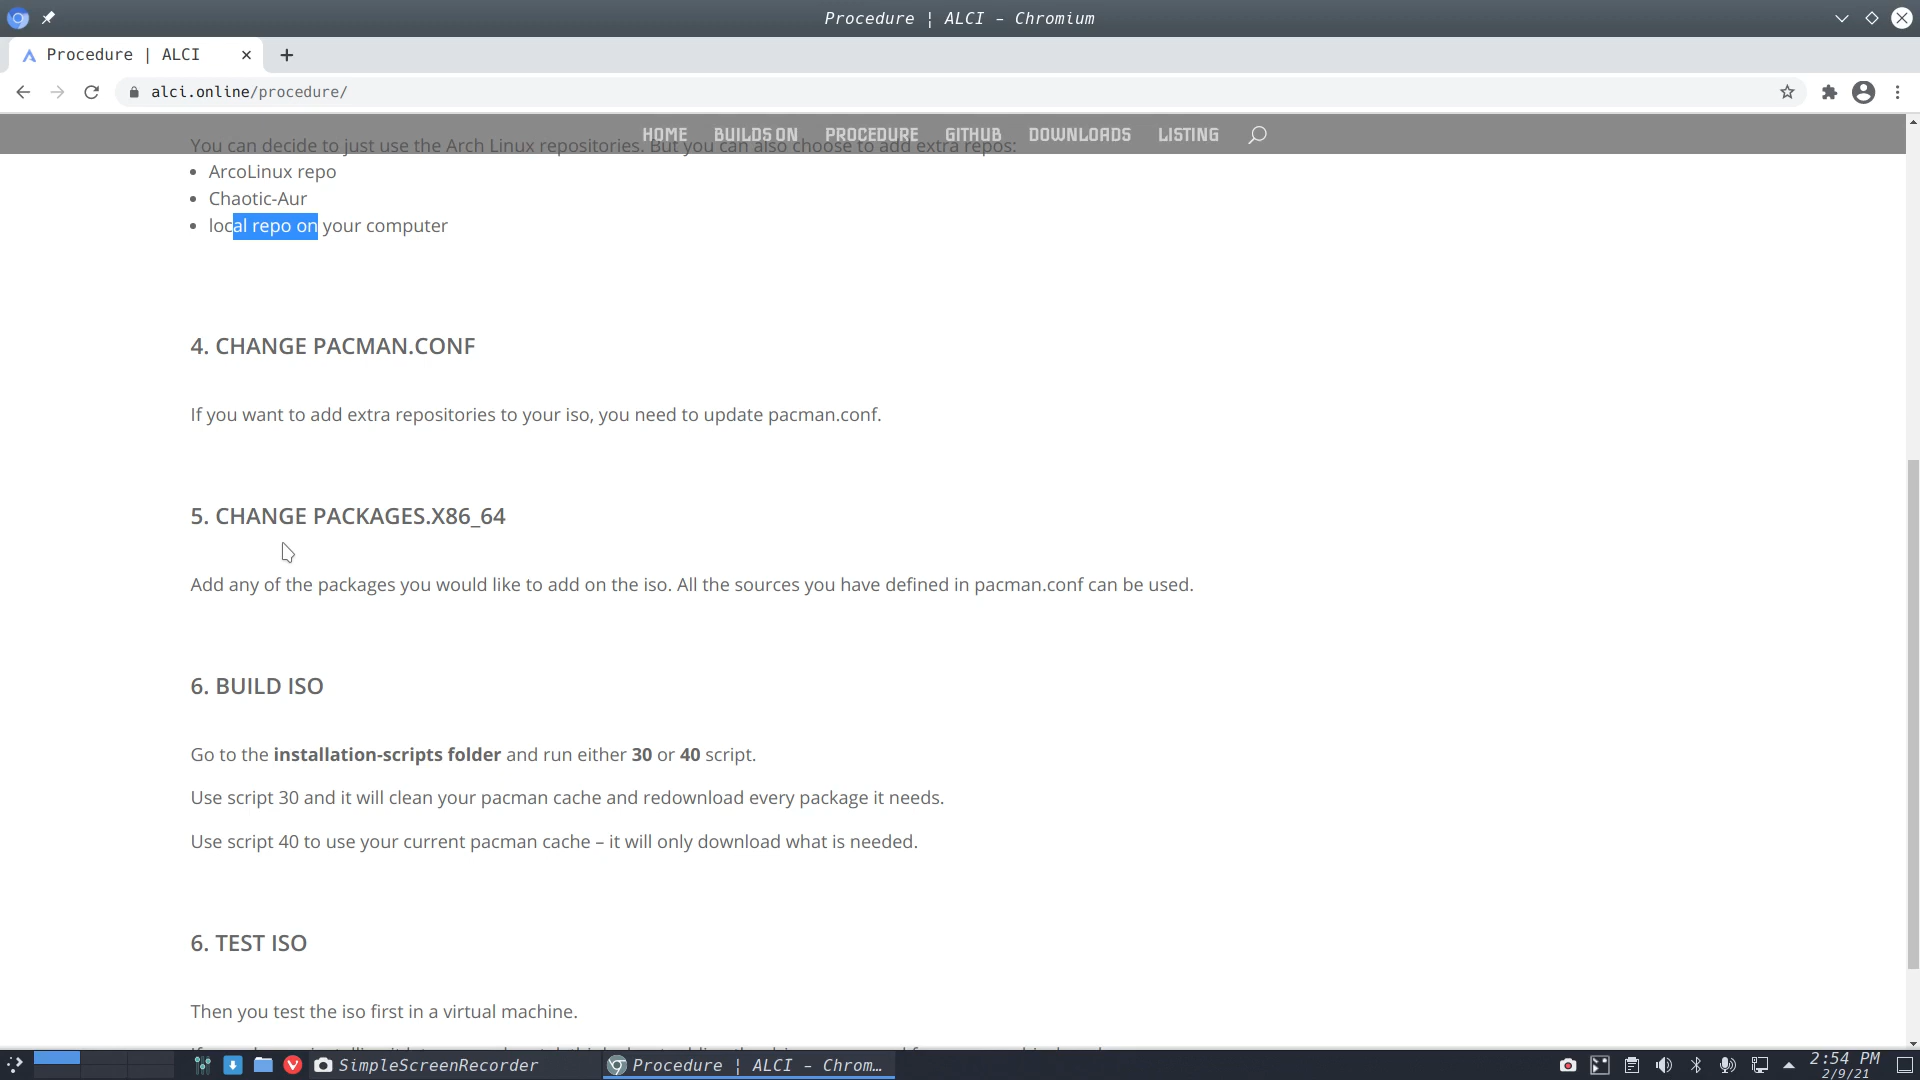 Procedure | ALCI – Chromium
Procedure | ALCI
alci.online/procedure/
HOME BUILDS ON PROCEDURE GITHUB DOWNLOADS LISTING
You can decide to just use the Arch Linux repositories. But you can also choose to add extra repos:
ArcoLinux repo
Chaotic-Aur
local repo on your computer
4. CHANGE PACMAN.CONF
If you want to add extra repositories to your iso, you need to update pacman.conf.
5. CHANGE PACKAGES.X86_64
Add any of the packages you would like to add on the iso. All the sources you have defined in pacman.conf can be used.
6. BUILD ISO
Go to the installation-scripts folder and run either 30 or 40 script.
Use script 30 and it will clean your pacman cache and redownload every package it needs.
Use script 40 to use your current pacman cache – it will only download what is needed.
6. TEST ISO
Then you test the iso first in a virtual machine.
SimpleScreenRecorder
Procedure | ALCI – Chrom…
2:54 PM
2/9/21